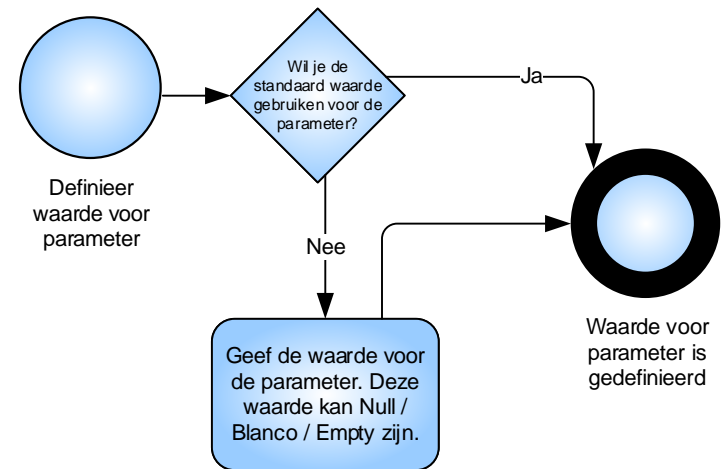 Definieer
waarde voor
parameter
Wil je de
standaard waarde
gebruiken voor de
parameter?
Ja
Nee
Geef de waarde voor
de parameter. Deze
waarde kan Null /
Blanco / Empty zijn.
Waarde voor
parameter is
gedefinieerd